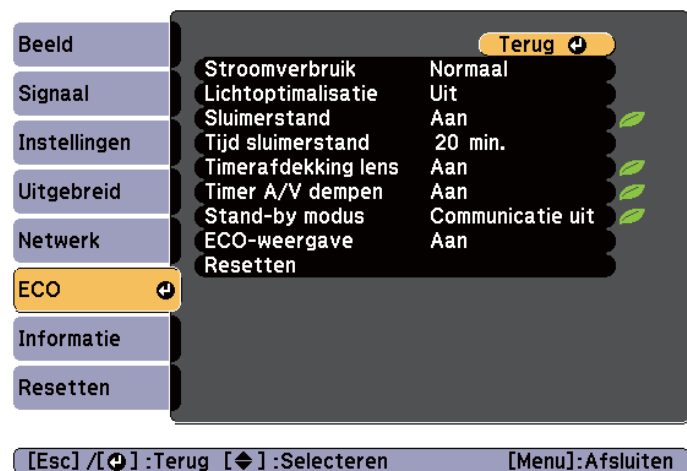 Beeld
Signaal
Instellingen
Uitgebreid
Netwerk
ECO
Informatie
Resetten
Terug
Stroomverbruik Normaal
Lichtoptimalisatie Uit
Sluimerstand Aan
Tijd sluimerstand 20 min.
Timerafdekking lens Aan
Timer A/V dempen Aan
Stand-by modus Communicatie uit
ECO-weergave Aan
Resetten
[Esc] /[⏎] :Terug [◆] :Selecteren [Menu]:Afsluiten